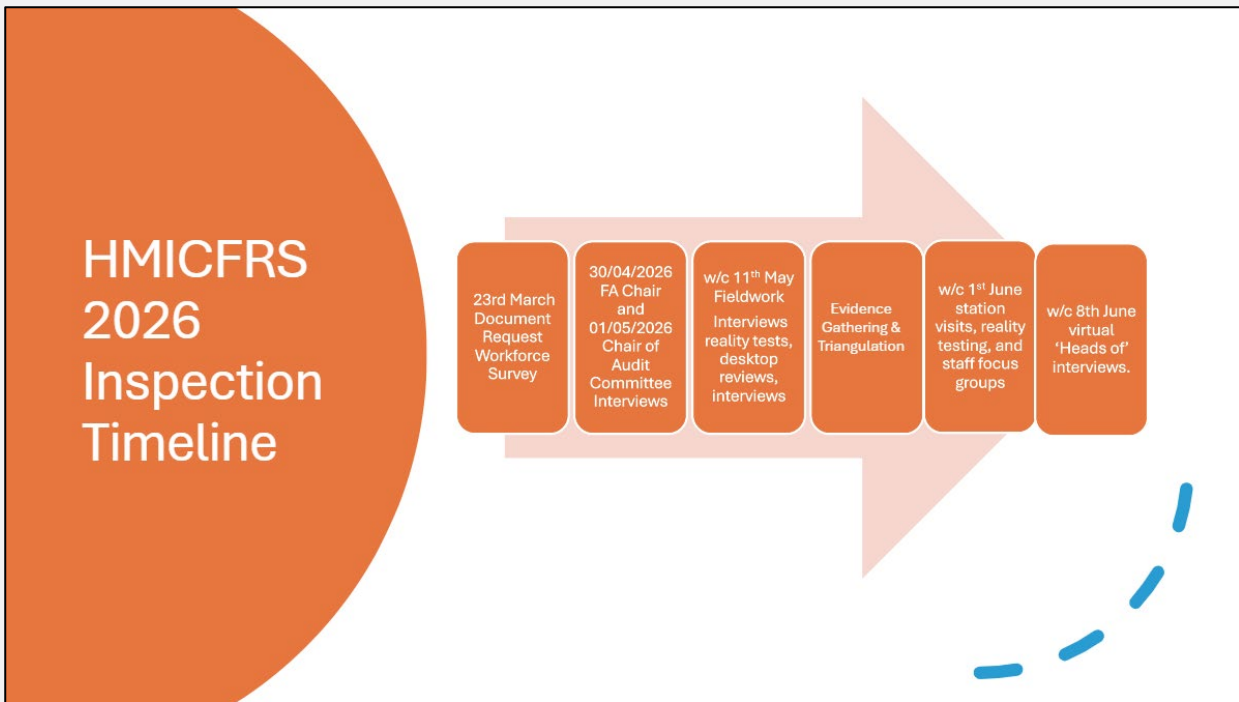 HMICFRS
2026
Inspection
Timeline
23rd March
Document
Request
Workforce
Survey
30/04/2026
FA Chair
and
01/05/2026
Chair of
Audit
Committee
Interviews
w/c 11th May
Fieldwork
Interviews
reality tests,
desktop
reviews,
interviews
Evidence
Gathering &
Triangulation
w/c 1st June
station
visits, reality
testing, and
staff focus
groups
w/c 8th June
virtual
‘Heads of’
interviews.